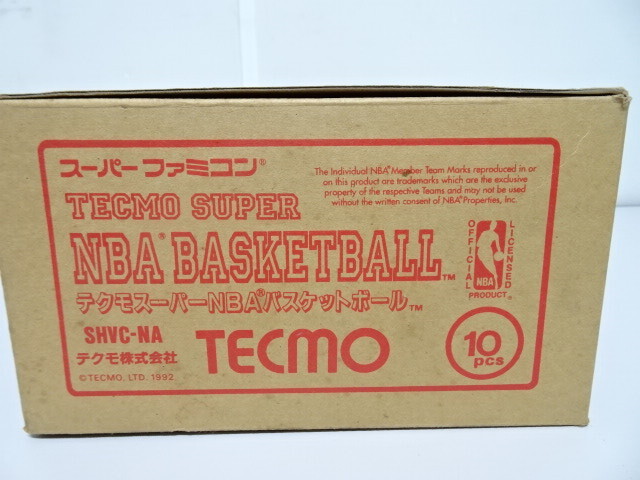 スーパーファミコン®
The Individual NBA® Member Team Marks reproduced in or
on this product are trademarks which are the exclusive
property of the respective Teams and may not be used
without the written consent of NBA® Properties, Inc.
TECMO SUPER
NBA® BASKETBALL™
テクモスーパーNBA®バスケットボール™
OFFICIAL
LICENSED
NBA
PRODUCT®
SHVC-NA
テクモ株式会社
TECMO
10
pcs
©TECMO, LTD. 1992